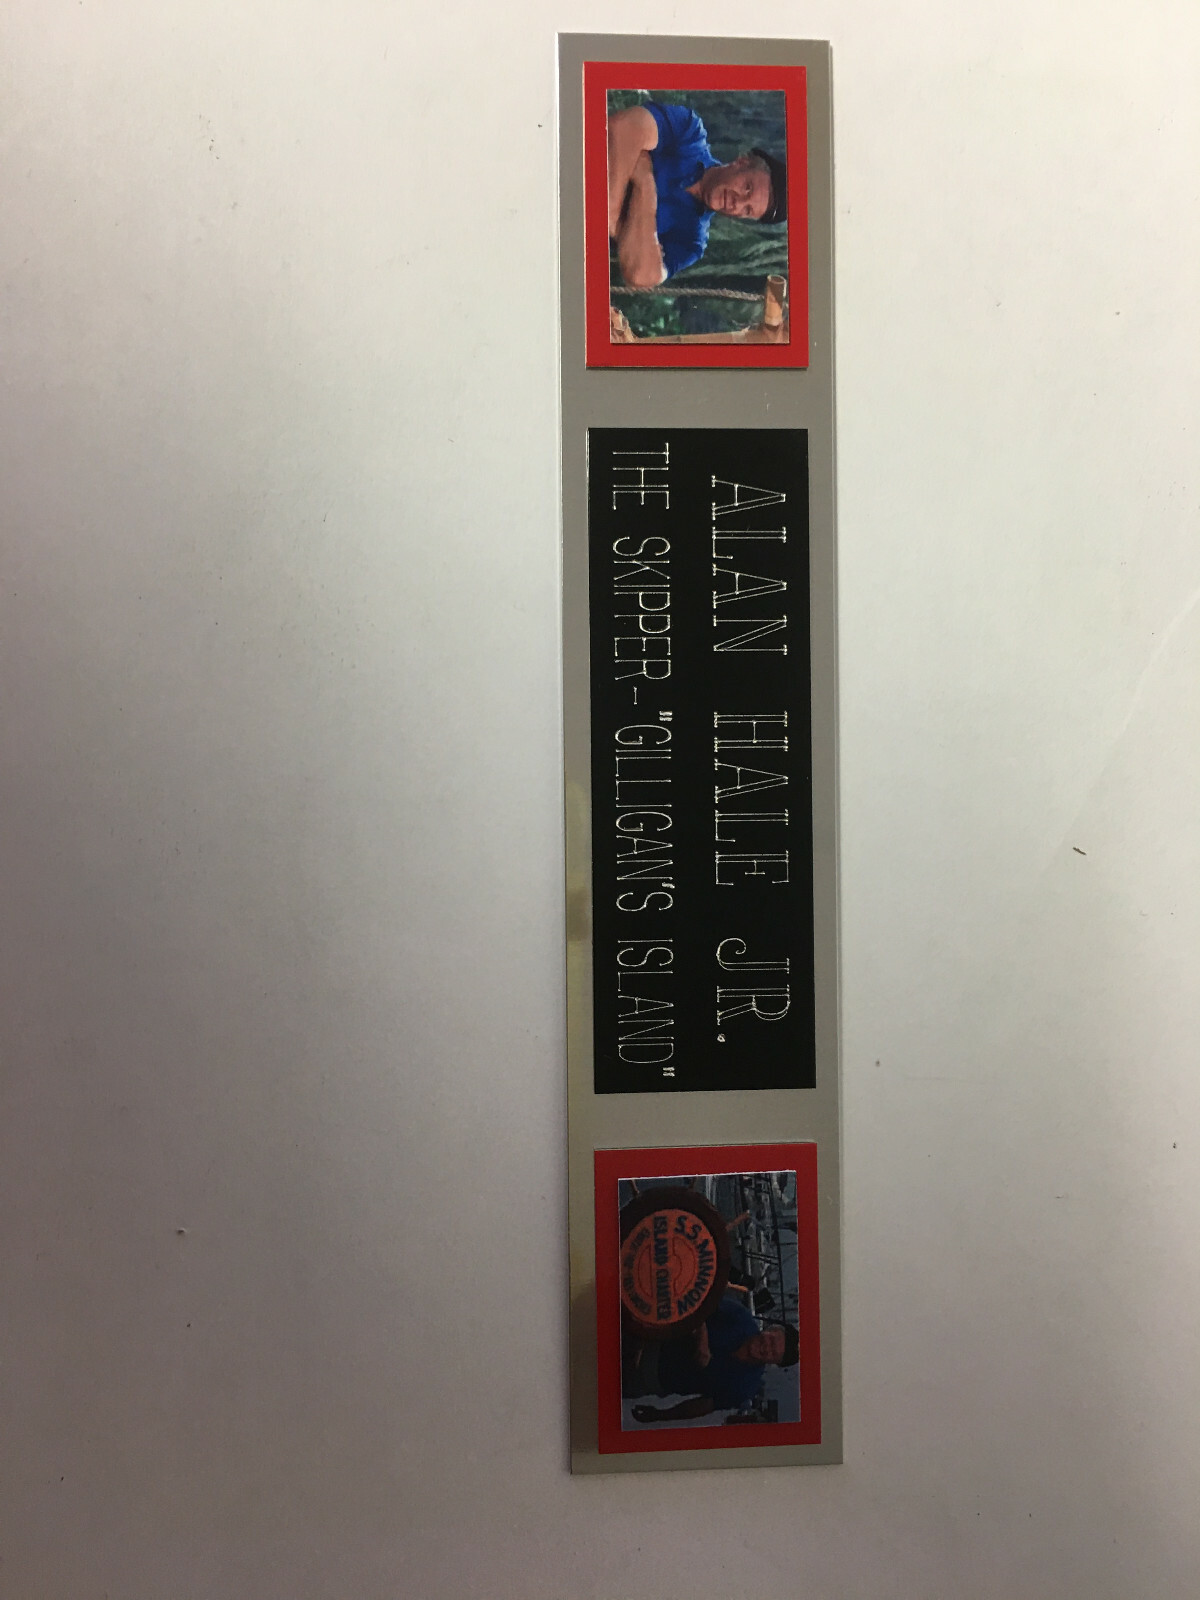 ALAN HALE JR.
THE SKIPPER - "GILLIGAN'S ISLAND"
S.S. MINNOW
ISLAND CHARTER